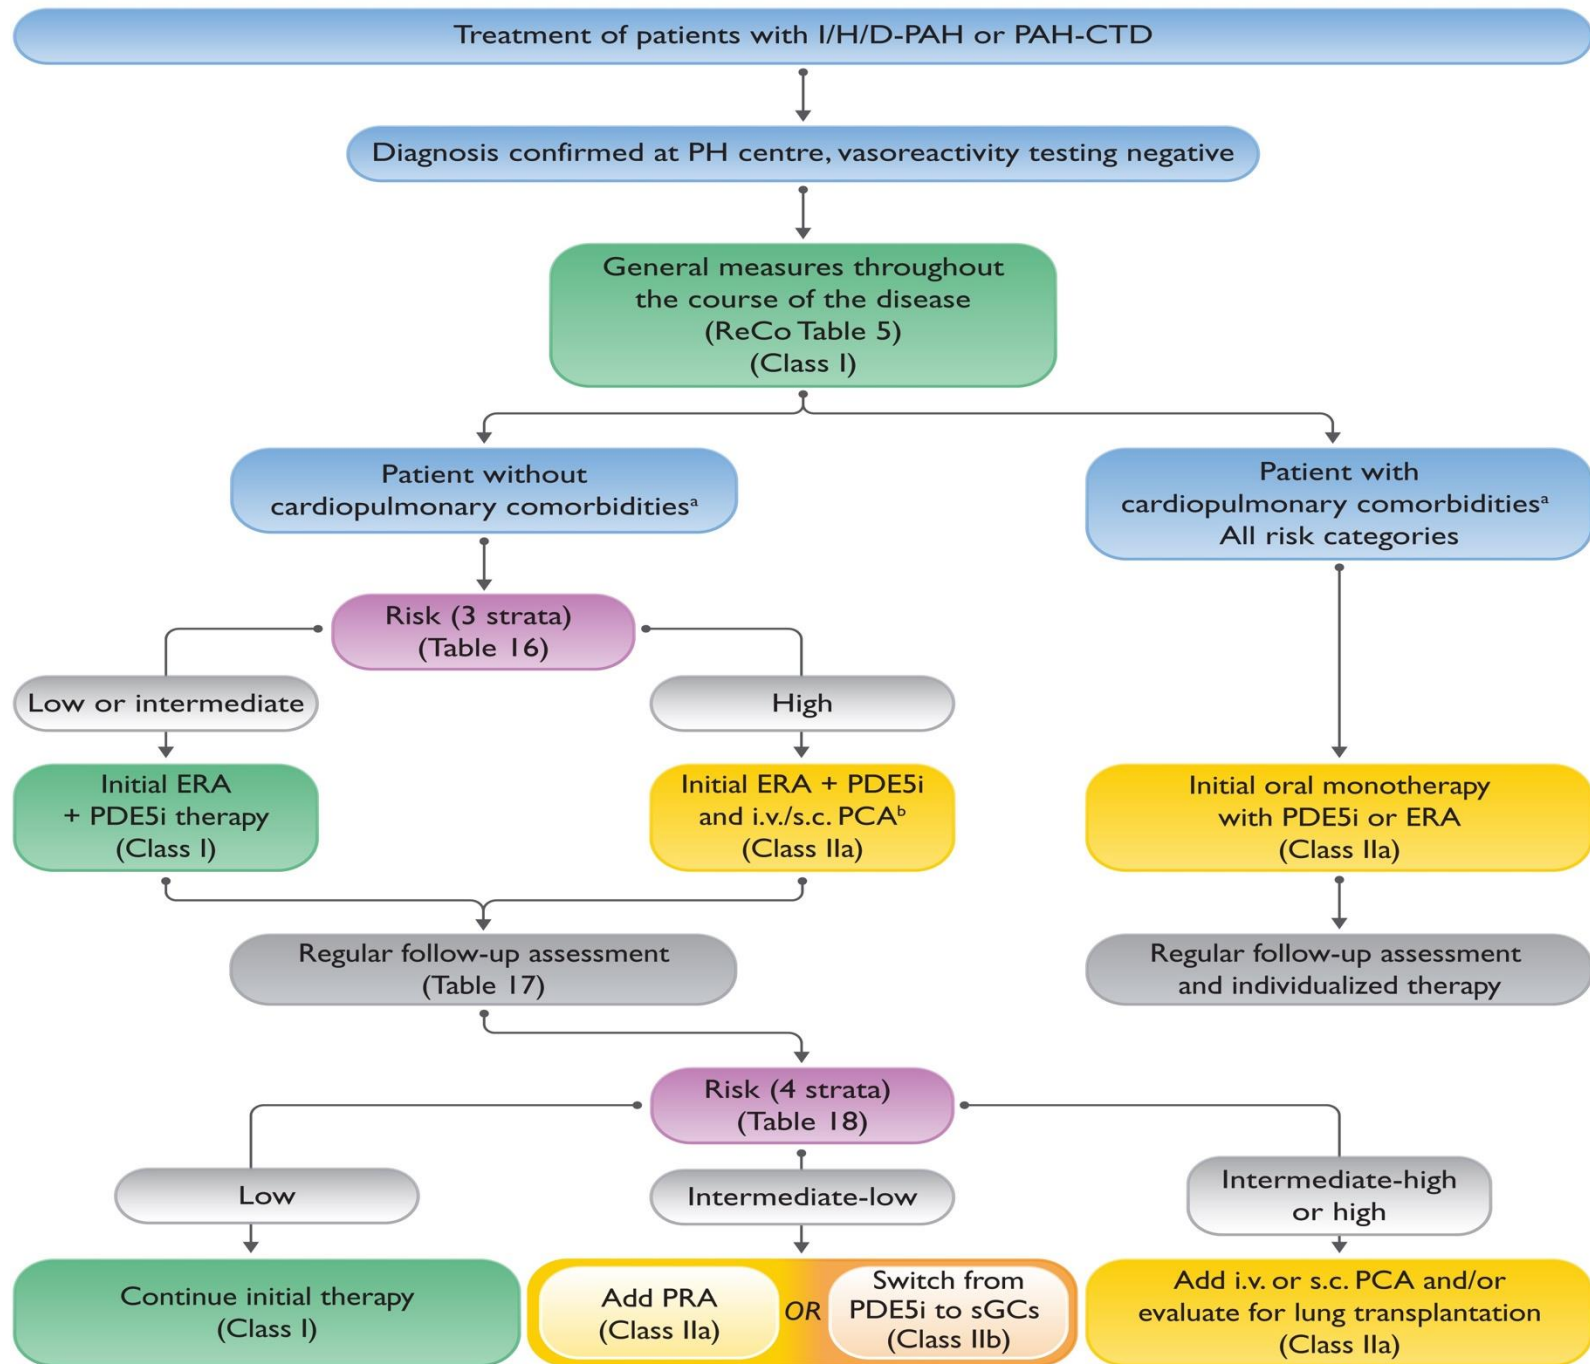 Treatment of patients with I/H/D-PAH or PAH-CTD
Diagnosis confirmed at PH centre, vasoreactivity testing negative
General measures throughout
the course of the disease
(ReCo Table 5)
(Class I)
Patient without
cardiopulmonary comorbiditiesᵃ
Patient with
cardiopulmonary comorbiditiesᵃ
All risk categories
Risk (3 strata)
(Table 16)
Low or intermediate
High
Initial ERA
+ PDE5i therapy
(Class I)
Initial ERA + PDE5i
and i.v./s.c. PCAᵇ
(Class IIa)
Initial oral monotherapy
with PDE5i or ERA
(Class IIa)
Regular follow-up assessment
(Table 17)
Regular follow-up assessment
and individualized therapy
Risk (4 strata)
(Table 18)
Low
Intermediate-low
Intermediate-high
or high
Continue initial therapy
(Class I)
Add PRA
(Class IIa)
OR
Switch from
PDE5i to sGCs
(Class IIb)
Add i.v. or s.c. PCA and/or
evaluate for lung transplantation
(Class IIa)